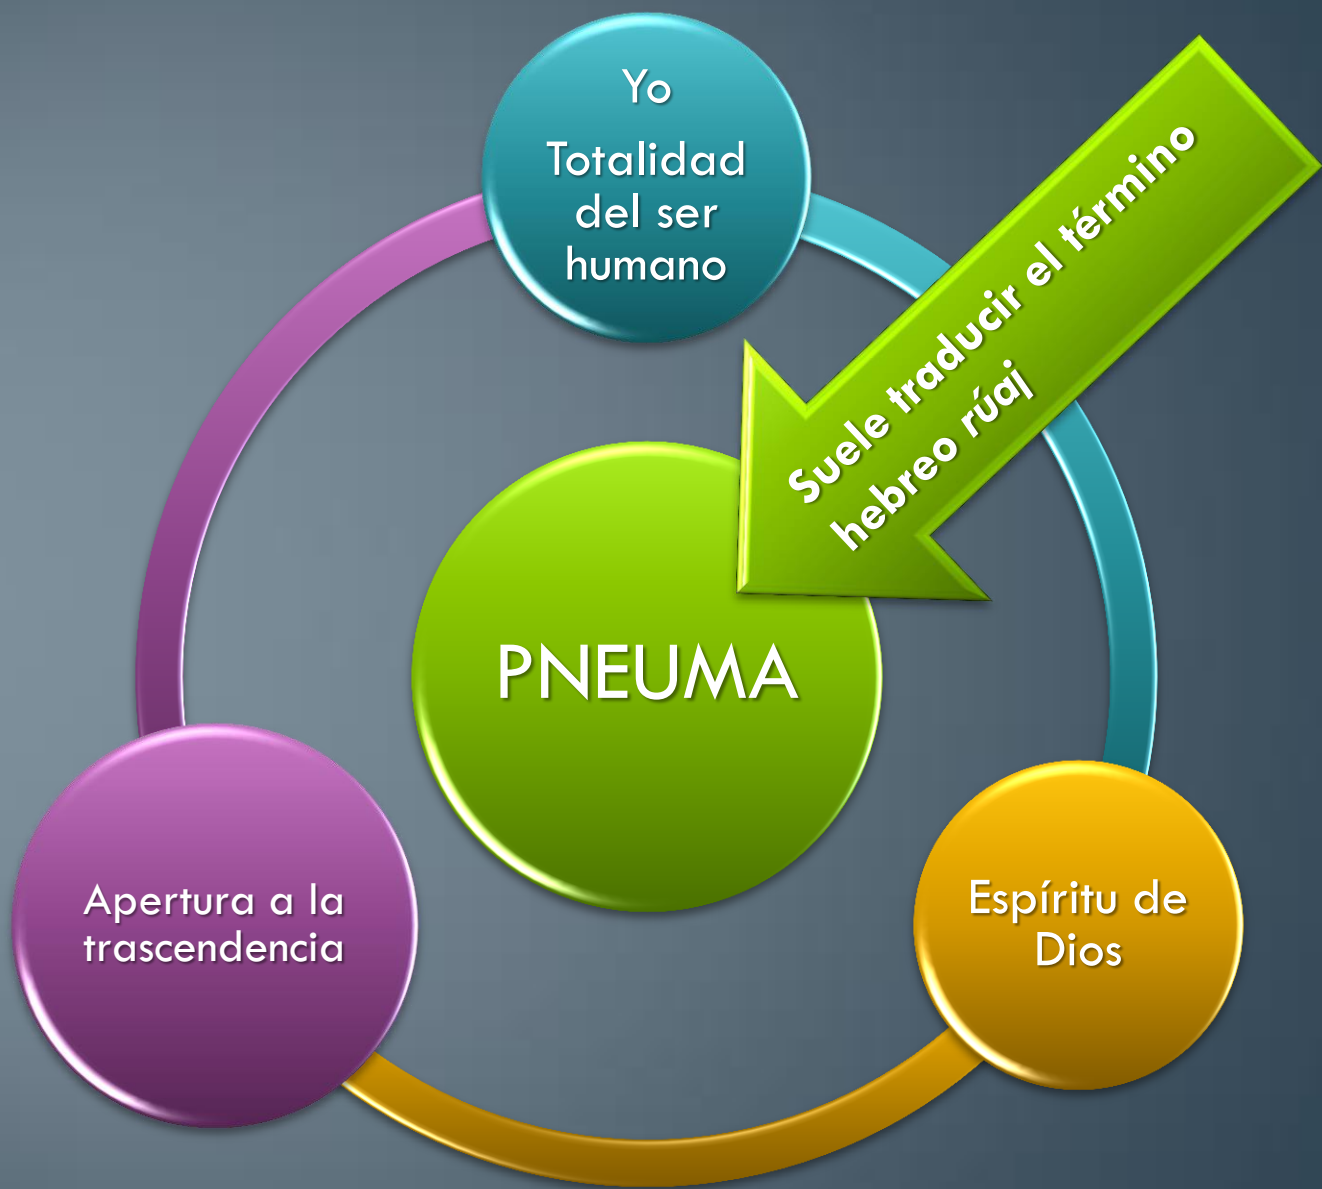 Yo
Totalidad
del ser
humano
Suele traducir el término
hebreo rúaj
PNEUMA
Apertura a la
trascendencia
Espíritu de
Dios